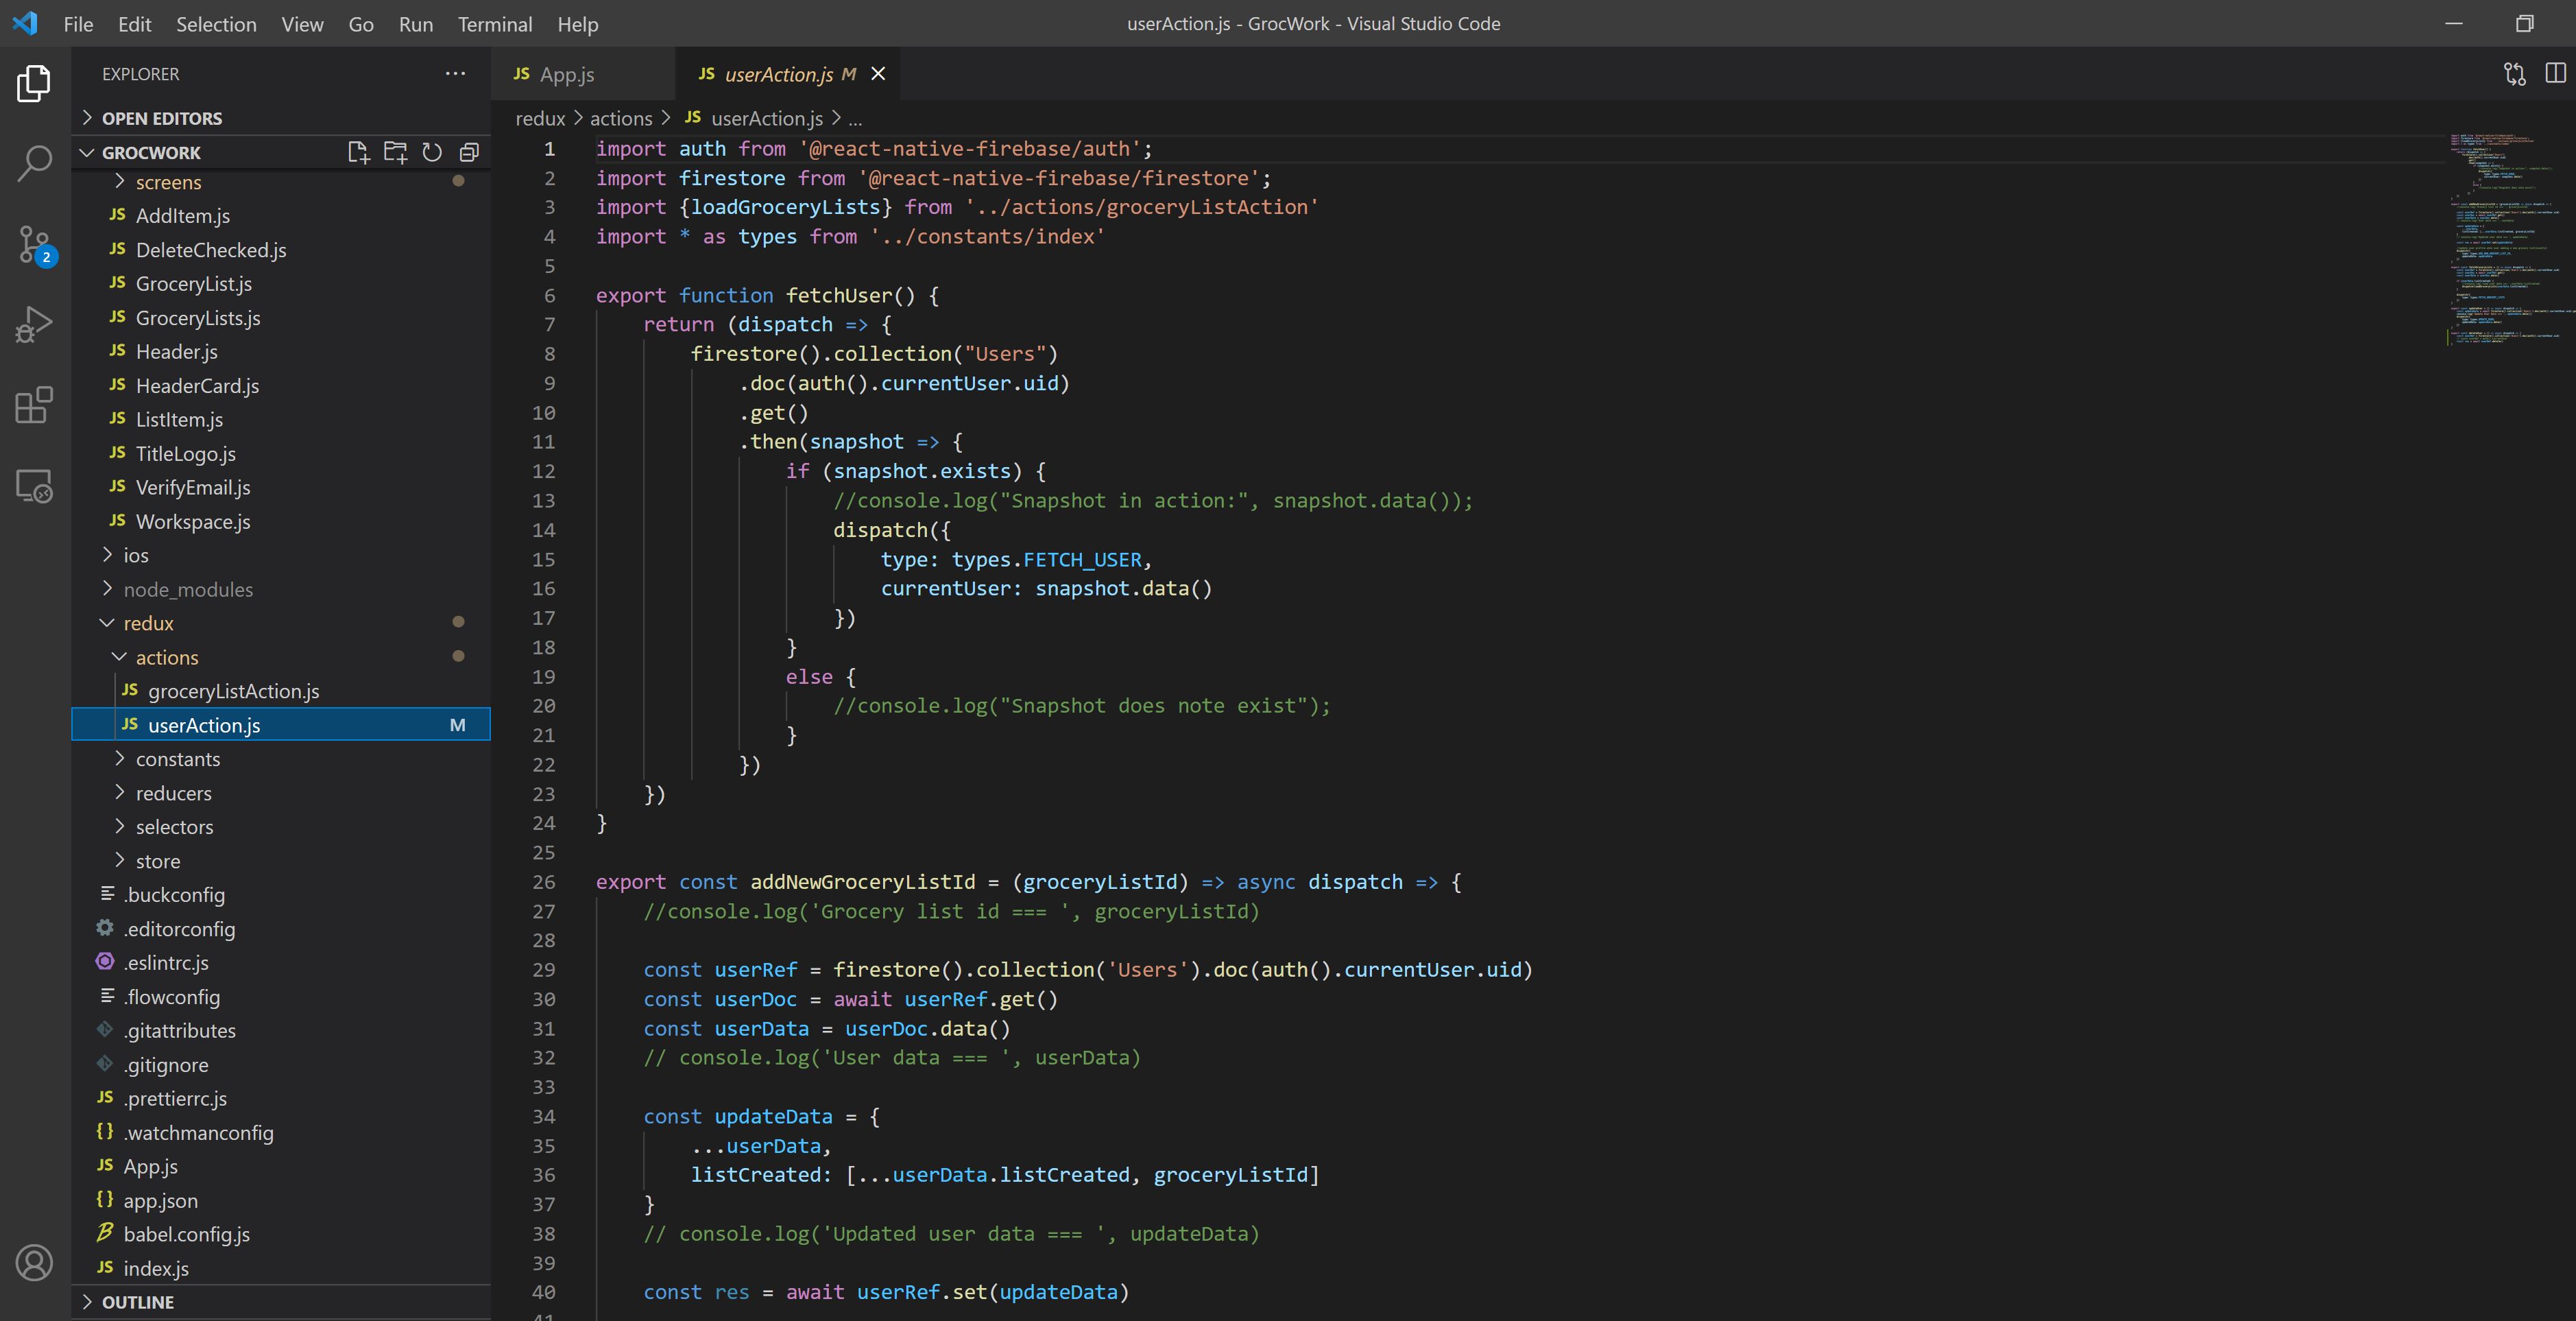 File Edit Selection View Go Run Terminal Help
userAction.js - GrocWork - Visual Studio Code
EXPLORER
OPEN EDITORS
GROCWORK
screens
JS AddItem.js
JS DeleteChecked.js
JS GroceryList.js
JS GroceryLists.js
JS Header.js
JS HeaderCard.js
JS ListItem.js
JS TitleLogo.js
JS VerifyEmail.js
JS Workspace.js
ios
node_modules
redux
actions
JS groceryListAction.js
JS userAction.js M
constants
reducers
selectors
store
.buckconfig
.editorconfig
.eslintrc.js
.flowconfig
.gitattributes
.gitignore
JS .prettierrc.js
{} .watchmanconfig
JS App.js
{} app.json
B babel.config.js
JS index.js
OUTLINE
2
JS App.js
JS userAction.js M
redux > actions > JS userAction.js > ...
1 import auth from '@react-native-firebase/auth';
2 import firestore from '@react-native-firebase/firestore';
3 import {loadGroceryLists} from '../actions/groceryListAction'
4 import * as types from '../constants/index'
5
6 export function fetchUser() {
7 return (dispatch => {
8 firestore().collection("Users")
9 .doc(auth().currentUser.uid)
10 .get()
11 .then(snapshot => {
12 if (snapshot.exists) {
13 //console.log("Snapshot in action:", snapshot.data());
14 dispatch({
15 type: types.FETCH_USER,
16 currentUser: snapshot.data()
17 })
18 }
19 else {
20 //console.log("Snapshot does note exist");
21 }
22 })
23 })
24 }
25
26 export const addNewGroceryListId = (groceryListId) => async dispatch => {
27 //console.log('Grocery list id === ', groceryListId)
28
29 const userRef = firestore().collection('Users').doc(auth().currentUser.uid)
30 const userDoc = await userRef.get()
31 const userData = userDoc.data()
32 // console.log('User data === ', userData)
33
34 const updateData = {
35 ...userData,
36 listCreated: [...userData.listCreated, groceryListId]
37 }
38 // console.log('Updated user data === ', updateData)
39
40 const res = await userRef.set(updateData)
41